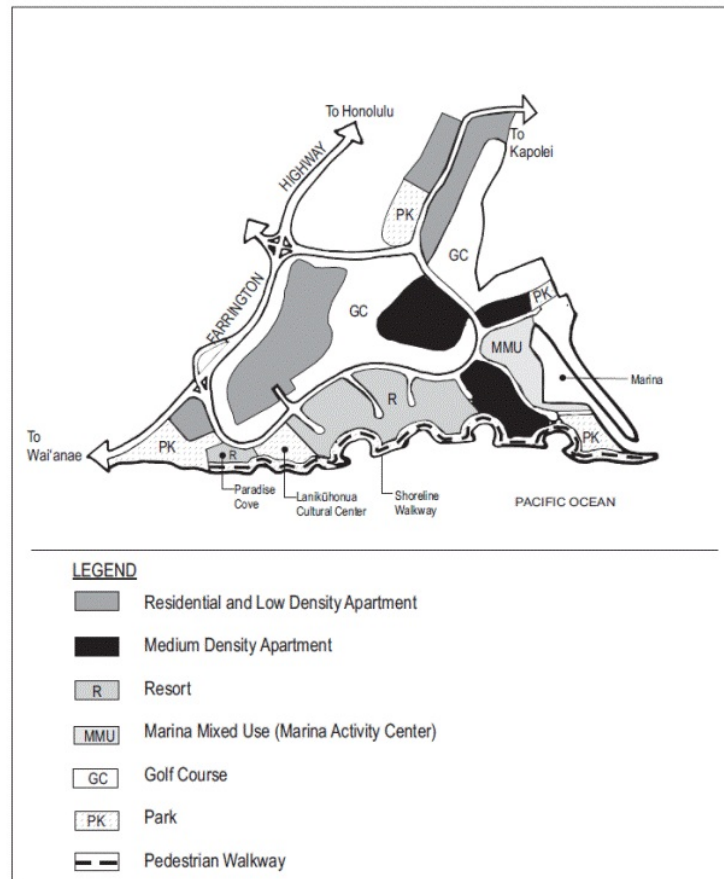 To Honolulu
HIGHWAY
To
Kapolei
PK
GC
FARRINGTON
GC
PK
MMU
Marina
R
To
Wai'anae
PK
R
PK
Paradise
Cove
Lanikūhonua
Cultural Center
Shoreline
Walkway
PACIFIC OCEAN
LEGEND
Residential and Low Density Apartment
Medium Density Apartment
R Resort
MMU Marina Mixed Use (Marina Activity Center)
GC Golf Course
PK Park
Pedestrian Walkway